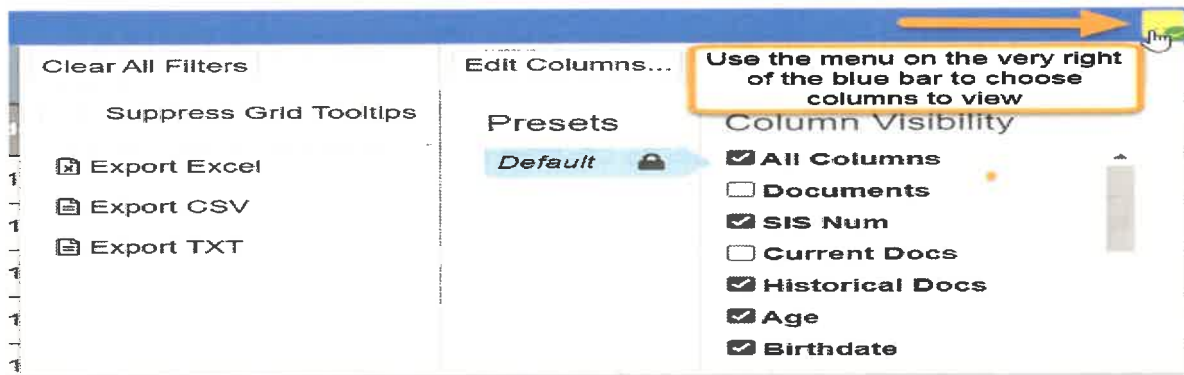 Clear All Filters
Suppress Grid Tooltips
Export Excel
Export CSV
Export TXT
Edit Columns...
Presets
Default
Use the menu on the very right
of the blue bar to choose
columns to view
Column Visibility
All Columns
Documents
SIS Num
Current Docs
Historical Docs
Age
Birthdate